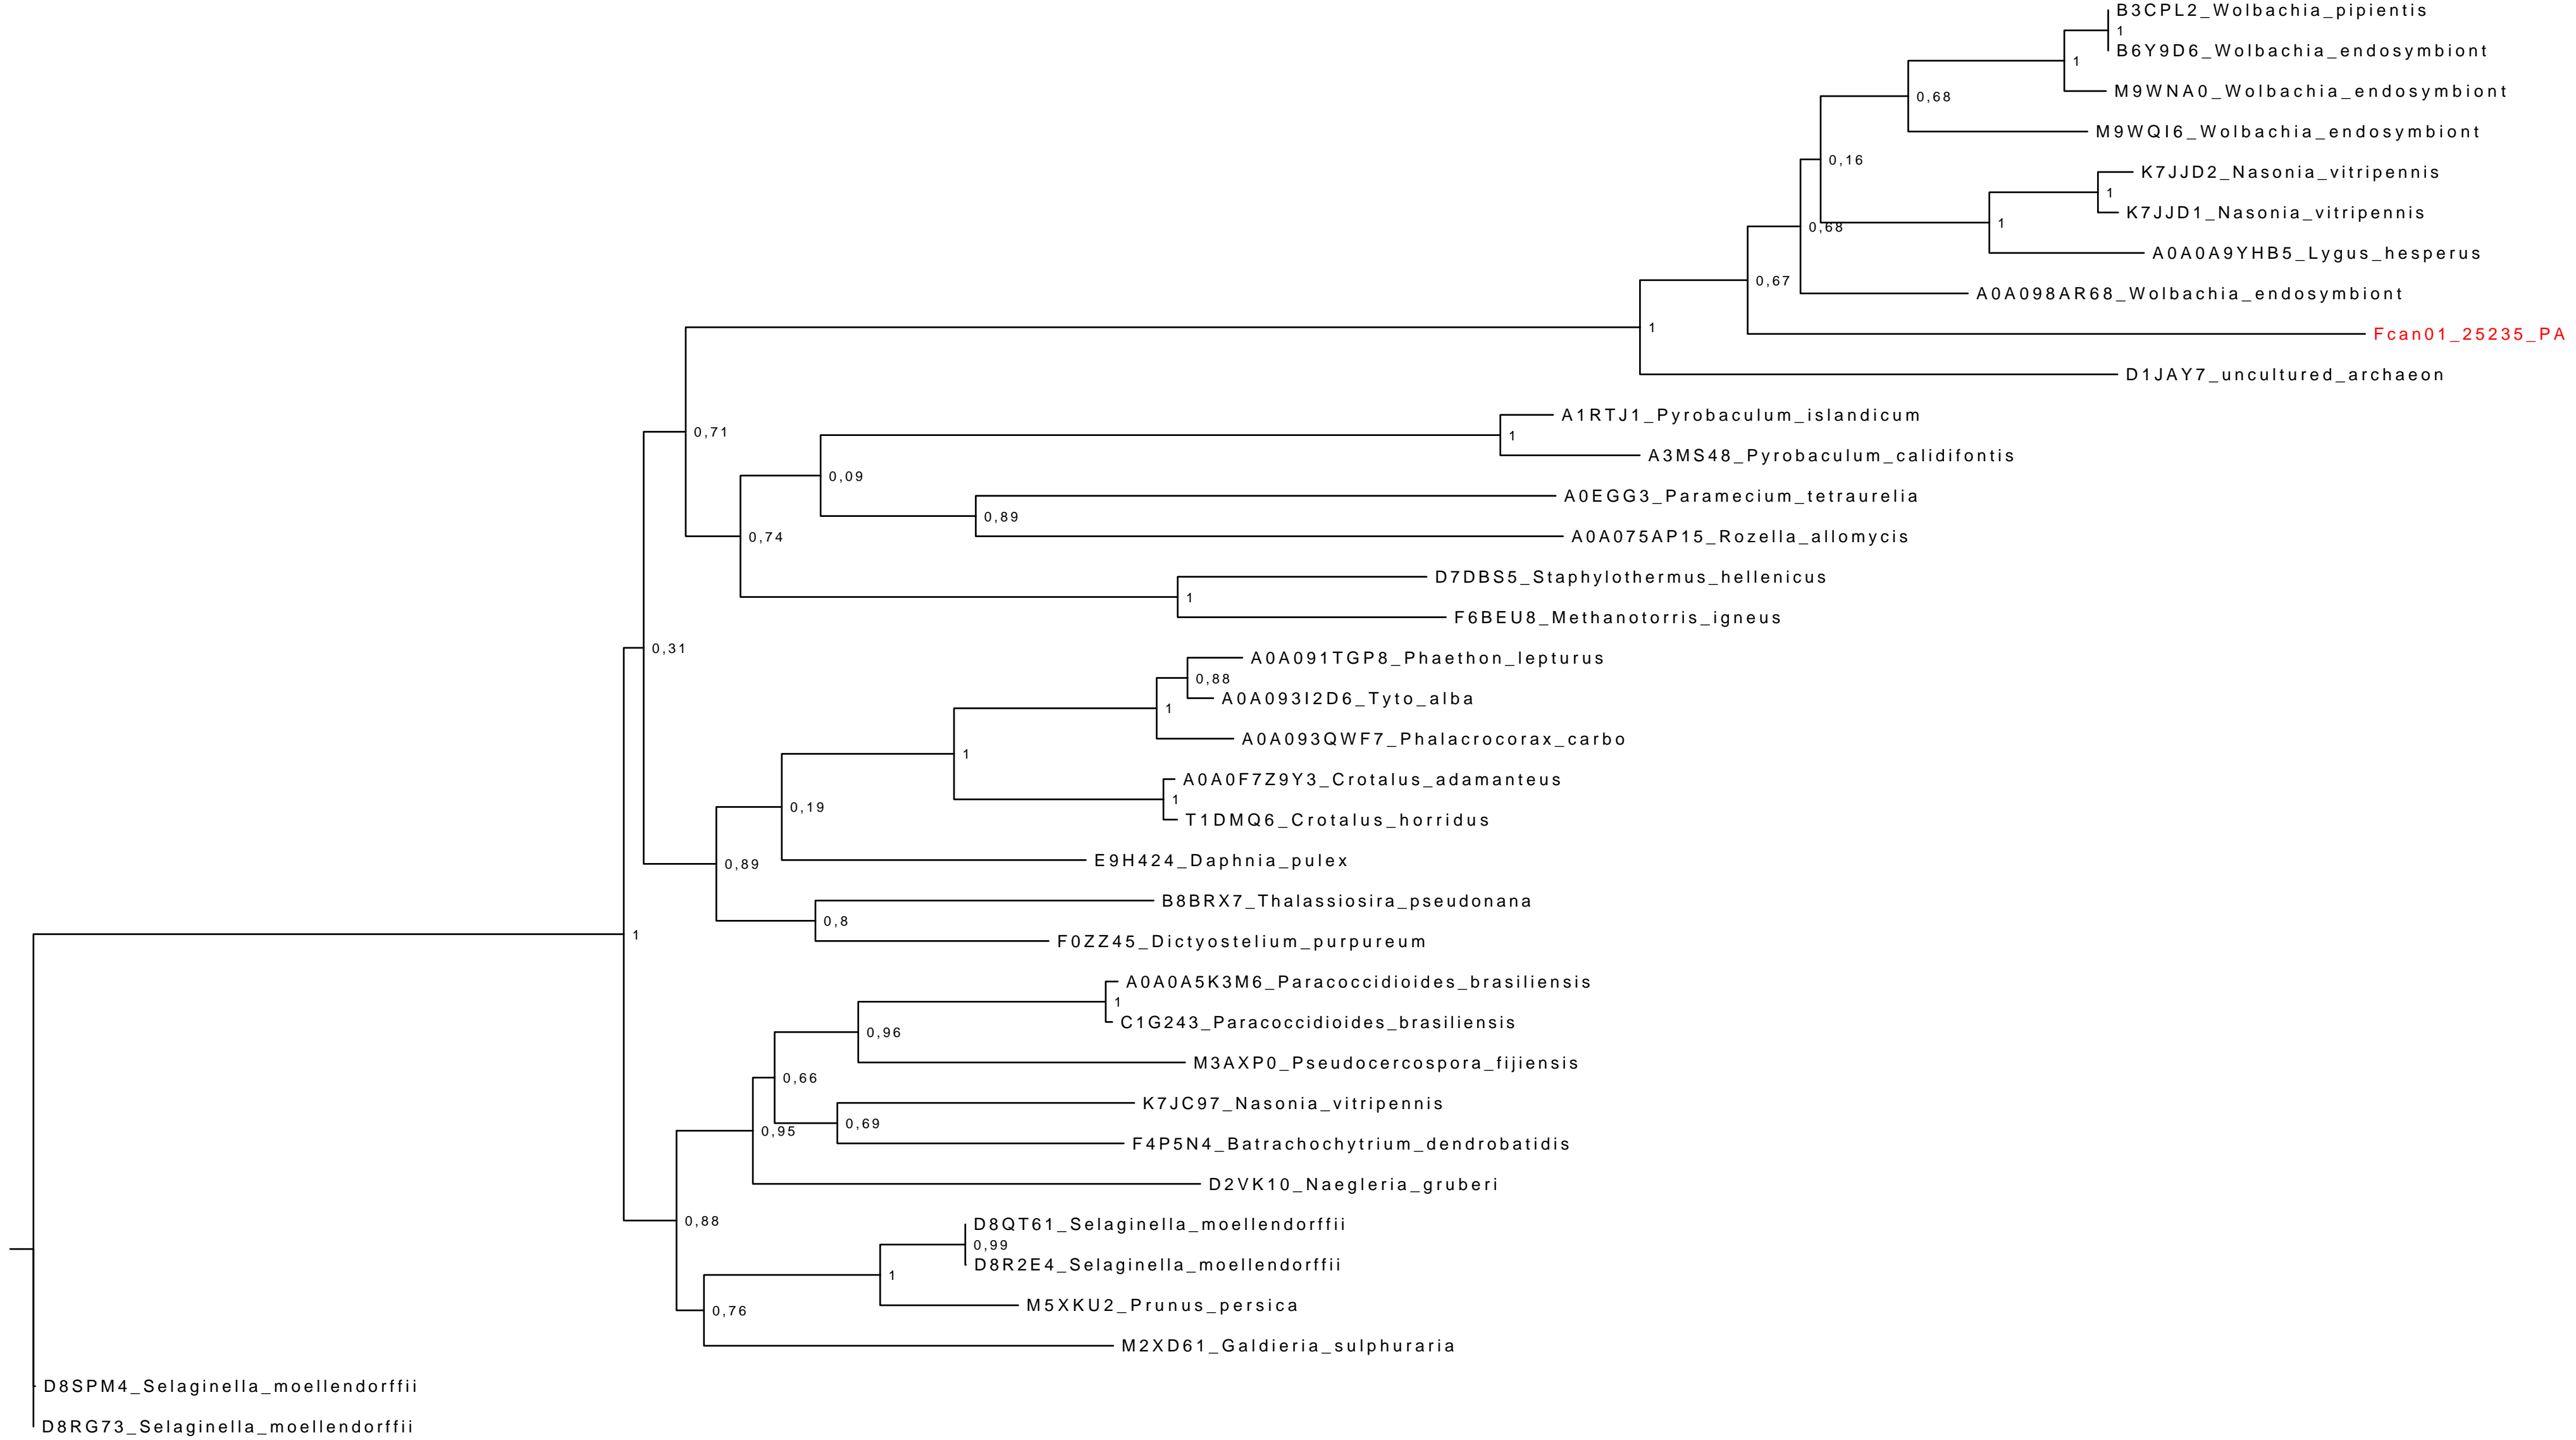 B3CPL2_Wolbachia_pipientis
1
B6Y9D6_Wolbachia_endosymbiont
1
M9WNA0_Wolbachia_endosymbiont
0,68
M9WQI6_Wolbachia_endosymbiont
0,16
K7JJD2_Nasonia_vitripennis
1
K7JJD1_Nasonia_vitripennis
1
0,68
A0A0A9YHB5_Lygus_hesperus
0,67
A0A098AR68_Wolbachia_endosymbiont
1
Fcan01_25235_PA
D1JAY7_uncultured_archaeon
A1RTJ1_Pyrobaculum_islandicum
0,71
1
A3MS48_Pyrobaculum_calidifontis
0,09
A0EGG3_Paramecium_tetraurelia
0,89
0,74
A0A075AP15_Rozella_allomycis
D7DBS5_Staphylothermus_hellenicus
1
F6BEU8_Methanotorris_igneus
0,31
A0A091TGP8_Phaethon_lepturus
0,88
A0A093I2D6_Tyto_alba
1
A0A093QWF7_Phalacrocorax_carbo
1
A0A0F7Z9Y3_Crotalus_adamanteus
1
0,19
T1DMQ6_Crotalus_horridus
E9H424_Daphnia_pulex
0,89
B8BRX7_Thalassiosira_pseudonana
0,8
1
F0ZZ45_Dictyostelium_purpureum
A0A0A5K3M6_Paracoccidioides_brasiliensis
1
C1G243_Paracoccidioides_brasiliensis
0,96
M3AXP0_Pseudocercospora_fijiensis
0,66
K7JC97_Nasonia_vitripennis
0,69
0,95
F4P5N4_Batrachochytrium_dendrobatidis
D2VK10_Naegleria_gruberi
0,88
D8QT61_Selaginella_moellendorffii
0,99
D8R2E4_Selaginella_moellendorffii
1
M5XKU2_Prunus_persica
0,76
M2XD61_Galdieria_sulphuraria
D8SPM4_Selaginella_moellendorffii
D8RG73_Selaginella_moellendorffii